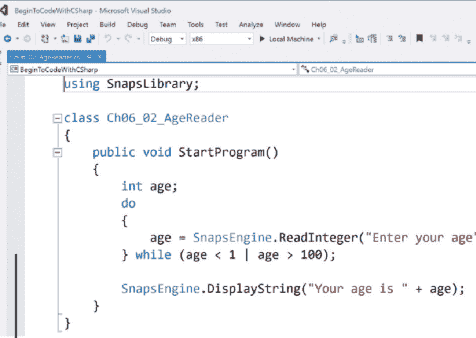 BeginToCodeWithCSharp - Microsoft Visual Studio
Edit View Project Build Debug Team Tools Test Analyze Window Help
Debug x86 Local Machine
BeginToCodeWithCSharp Ch06_02_AgeReader
using SnapsLibrary;
class Ch06_02_AgeReader
{
public void StartProgram()
{
int age;
do
{
age = SnapsEngine.ReadInteger("Enter your age"
} while (age < 1 | age > 100);
SnapsEngine.DisplayString("Your age is " + age);
}
}